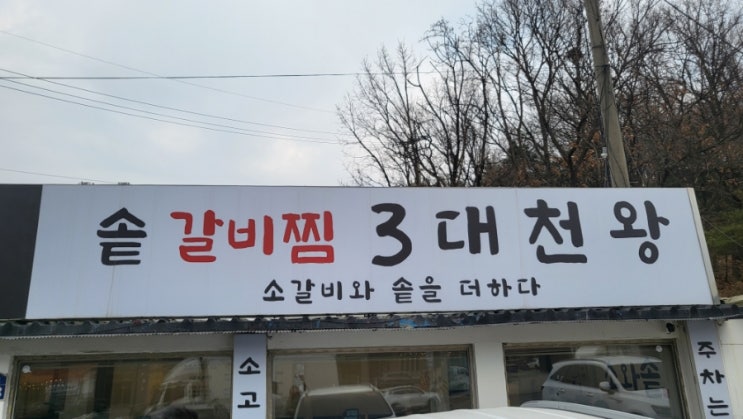 솥 갈비찜 3대천왕
소갈비와 솥을 더하다
소고
주차는